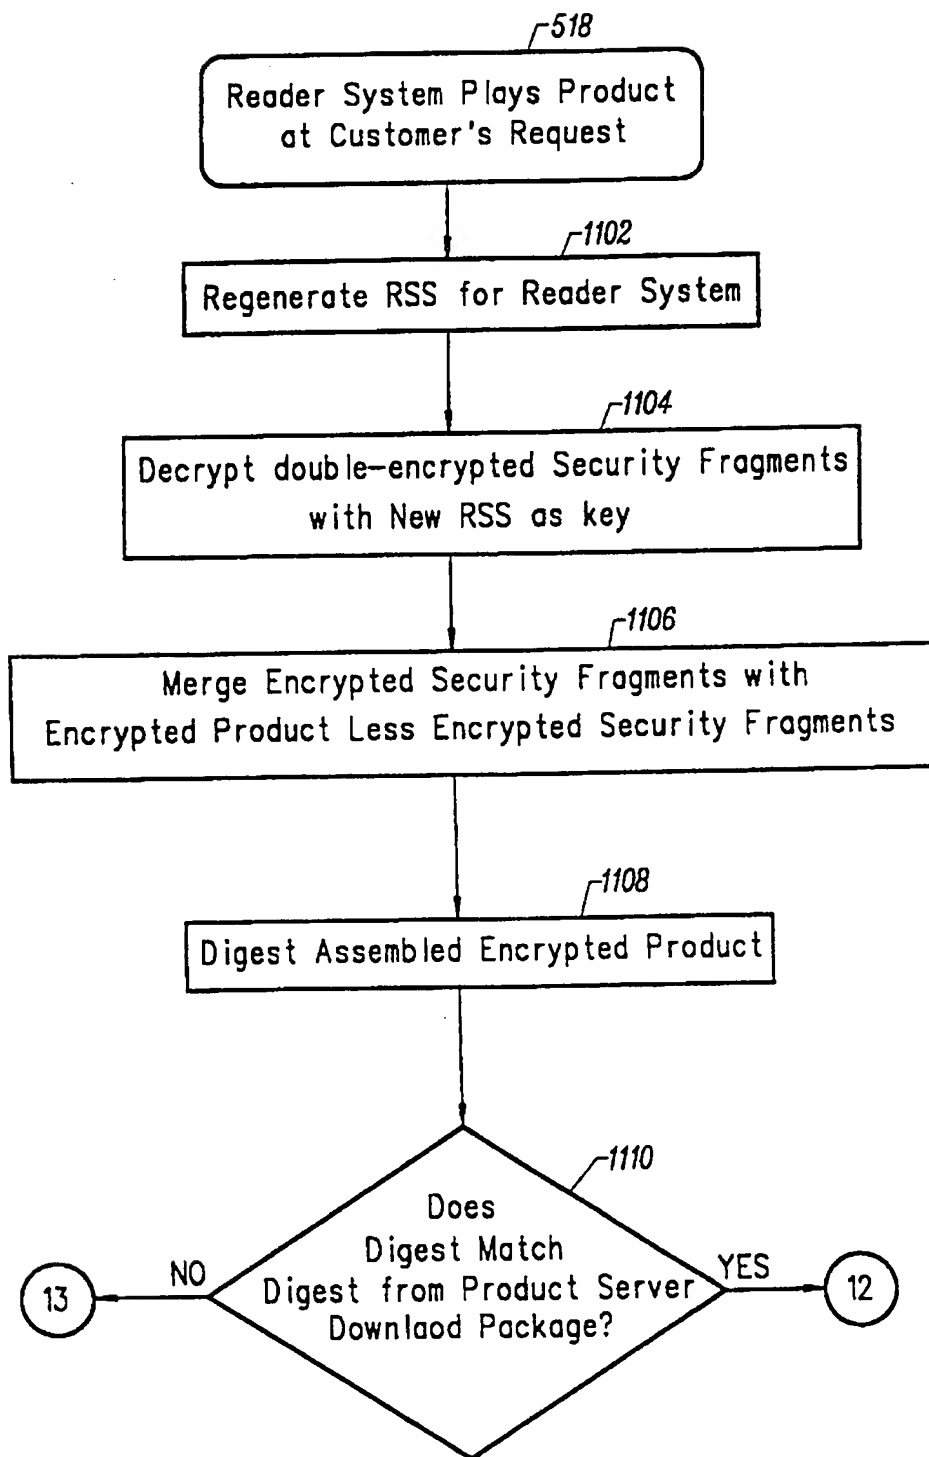 518
Reader System Plays Product
at Customer's Request
1102
Regenerate RSS for Reader System
1104
Decrypt double-encrypted Security Fragments
with New RSS as key
1106
Merge Encrypted Security Fragments with
Encrypted Product Less Encrypted Security Fragments
1108
Digest Assembled Encrypted Product
1110
Does
Digest Match
Digest from Product Server
Downlaod Package?
NO
YES
13
12